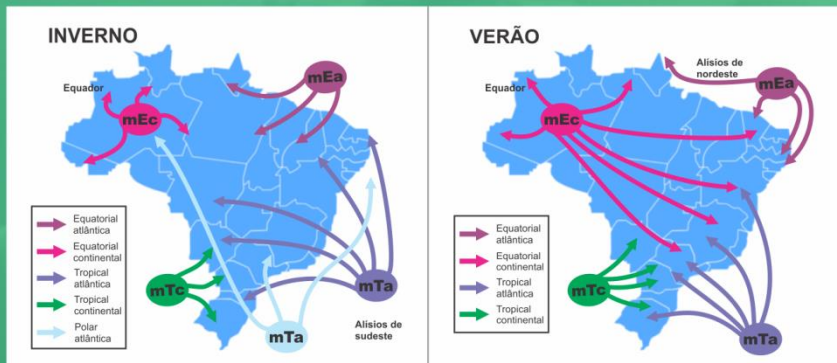 INVERNO
Equador
mEa
mEc
Equatorial
atlântica
Equatorial
continental
Tropical
atlântica
Tropical
continental
Polar
atlântica
mTc
mTa
mTa
Alísios de
sudeste
VERÃO
Alísios de
nordeste
Equador
mEa
mEc
Equatorial
atlântica
Equatorial
continental
Tropical
atlântica
Tropical
continental
mTc
mTa